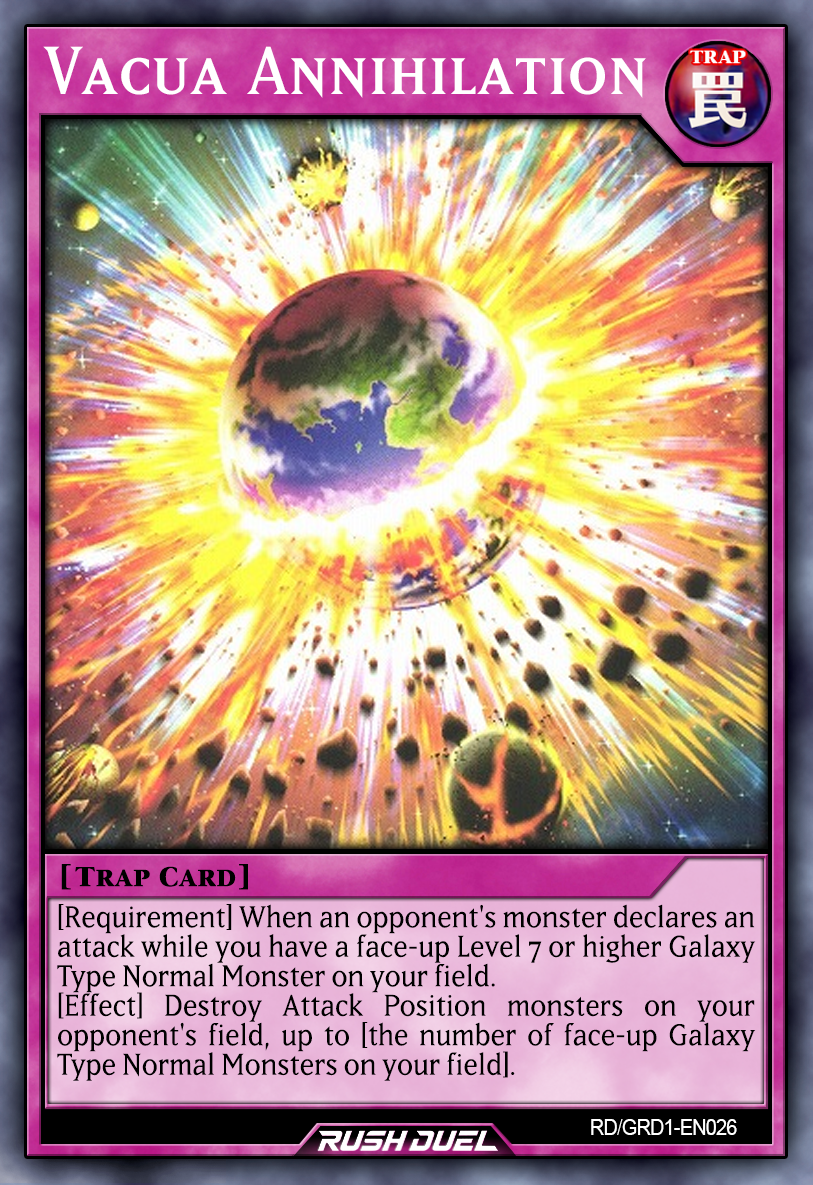 Vacua Annihilation
TRAP
罠
[Trap Card]
[Requirement] When an opponent's monster declares an
attack while you have a face-up Level 7 or higher Galaxy
Type Normal Monster on your field.
[Effect] Destroy Attack Position monsters on your
opponent's field, up to [the number of face-up Galaxy
Type Normal Monsters on your field].
RD/GRD1-EN026
RUSH DUEL